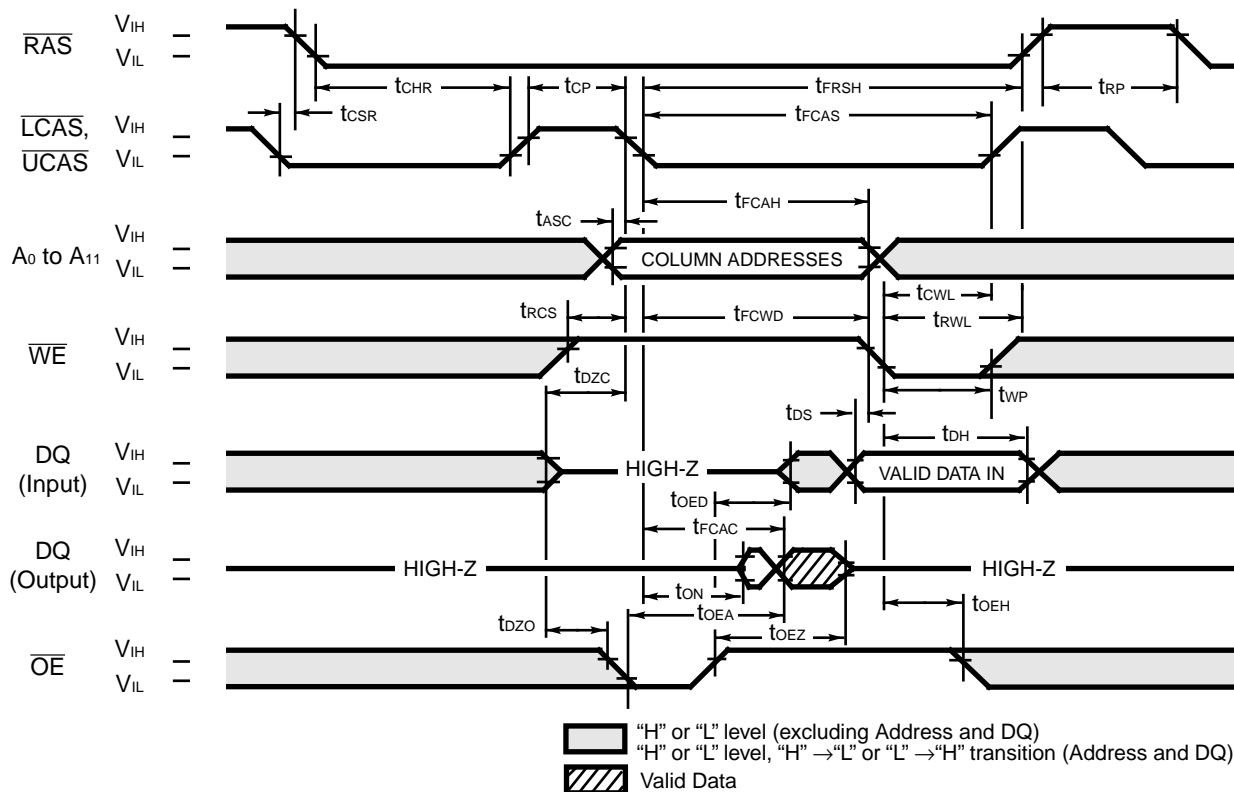 RAS
VIH
VIL
tCHR
tCP
tFRSH
tRP
tCSR
tFCAS
LCAS,
UCAS
VIH
VIL
tFCAH
tASC
A0 to A11
VIH
VIL
COLUMN ADDRESSES
tCWL
tRCS
tFCWD
tRWL
WE
VIH
VIL
tDZC
tWP
tDS
tDH
DQ
(Input)
VIH
VIL
HIGH-Z
VALID DATA IN
tOED
tFCAC
DQ
(Output)
VIH
VIL
HIGH-Z
HIGH-Z
tON
tOEA
tOEH
tDZO
tOEZ
OE
VIH
VIL
“H” or “L” level (excluding Address and DQ)
“H” or “L” level, “H” →“L” or “L” →“H” transition (Address and DQ)
Valid Data